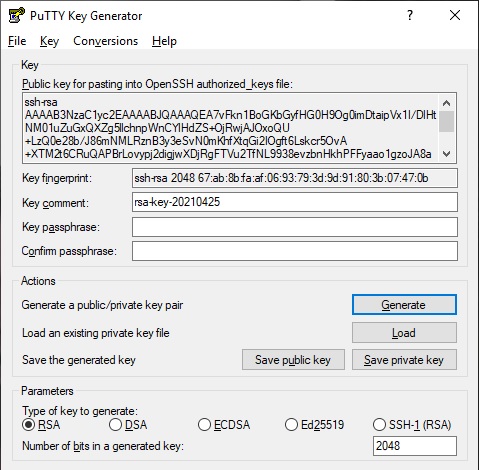 PuTTY Key Generator
File Key Conversions Help
Key
Public key for pasting into OpenSSH authorized_keys file:
ssh-rsa
AAAAB3NzaC1yc2EAAAABJQAAAQEA7vFkn1BoGKbGyfHG0H9Og0imDtaipVx1I/DIHt
NM01uZuGxQXZg5llchnpWnCYIHdZS+OjRwjAJOxoQU
+LzQ0e28b/J86mNMLRznB3y3eSvN0mKhfXtqGi2lOgft6Lskcr5OvA
+XTM2t6CRuQAPBrLovypj2digjwXDjRgFTVu2TfNL9938evzbnHkhPFFyaao1gzoJA8a
Key fingerprint: ssh-rsa 2048 67:ab:8b:fa:af:06:93:79:3d:9d:91:80:3b:07:47:0b
Key comment: rsa-key-20210425
Key passphrase:
Confirm passphrase:
Actions
Generate a public/private key pair Generate
Load an existing private key file Load
Save the generated key Save public key Save private key
Parameters
Type of key to generate:
RSA DSA ECDSA Ed25519 SSH-1 (RSA)
Number of bits in a generated key: 2048